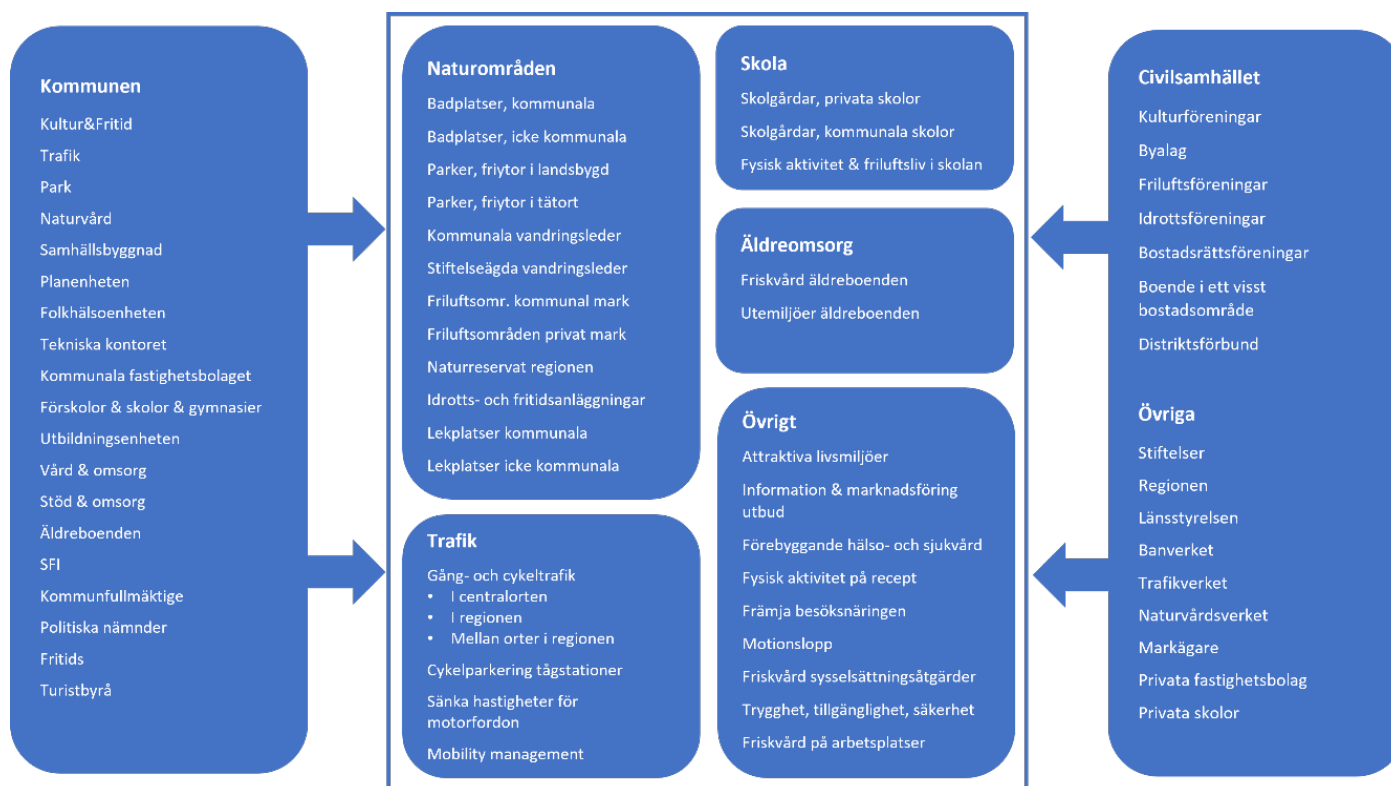 Kommunen
Kultur&Fritid
Trafik
Park
Naturvård
Samhällsbyggnad
Planenheten
Folkhälsoenheten
Tekniska kontoret
Kommunala fastighetsbolaget
Förskolor & skolor & gymnasier
Utbildningsenheten
Vård & omsorg
Stöd & omsorg
Äldreboenden
SFI
Kommunfullmäktige
Politiska nämnder
Fritids
Turistbyrå
Naturområden
Badplatser, kommunala
Badplatser, icke kommunala
Parker, friytor i landsbygd
Parker, friytor i tätort
Kommunala vandringsleder
Stiftelseägda vandringsleder
Friluftsomr. kommunal mark
Friluftsområden privat mark
Naturreservat regionen
Idrotts- och fritidsanläggningar
Lekplatser kommunala
Lekplatser icke kommunala
Trafik
Gång- och cykeltrafik
• I centralorten
• I regionen
• Mellan orter i regionen
Cykelparkering tågstationer
Sänka hastigheter för
motorfordon
Mobility management
Skola
Skolgårdar, privata skolor
Skolgårdar, kommunala skolor
Fysisk aktivitet & friluftsliv i skolan
Äldreomsorg
Friskvård äldreboenden
Utemiljöer äldreboenden
Övrigt
Attraktiva livsmiljöer
Information & marknadsföring
utbud
Förebyggande hälso- och sjukvård
Fysisk aktivitet på recept
Främja besöksnäringen
Motionslopp
Friskvård sysselsättningsåtgärder
Trygghet, tillgänglighet, säkerhet
Friskvård på arbetsplatser
Civilsamhället
Kulturföreningar
Byalag
Friluftsföreningar
Idrottsföreningar
Bostadsrättsföreningar
Boende i ett visst
bostadsområde
Distriktsförbund
Övriga
Stiftelser
Regionen
Länsstyrelsen
Banverket
Trafikverket
Naturvårdsverket
Markägare
Privata fastighetsbolag
Privata skolor